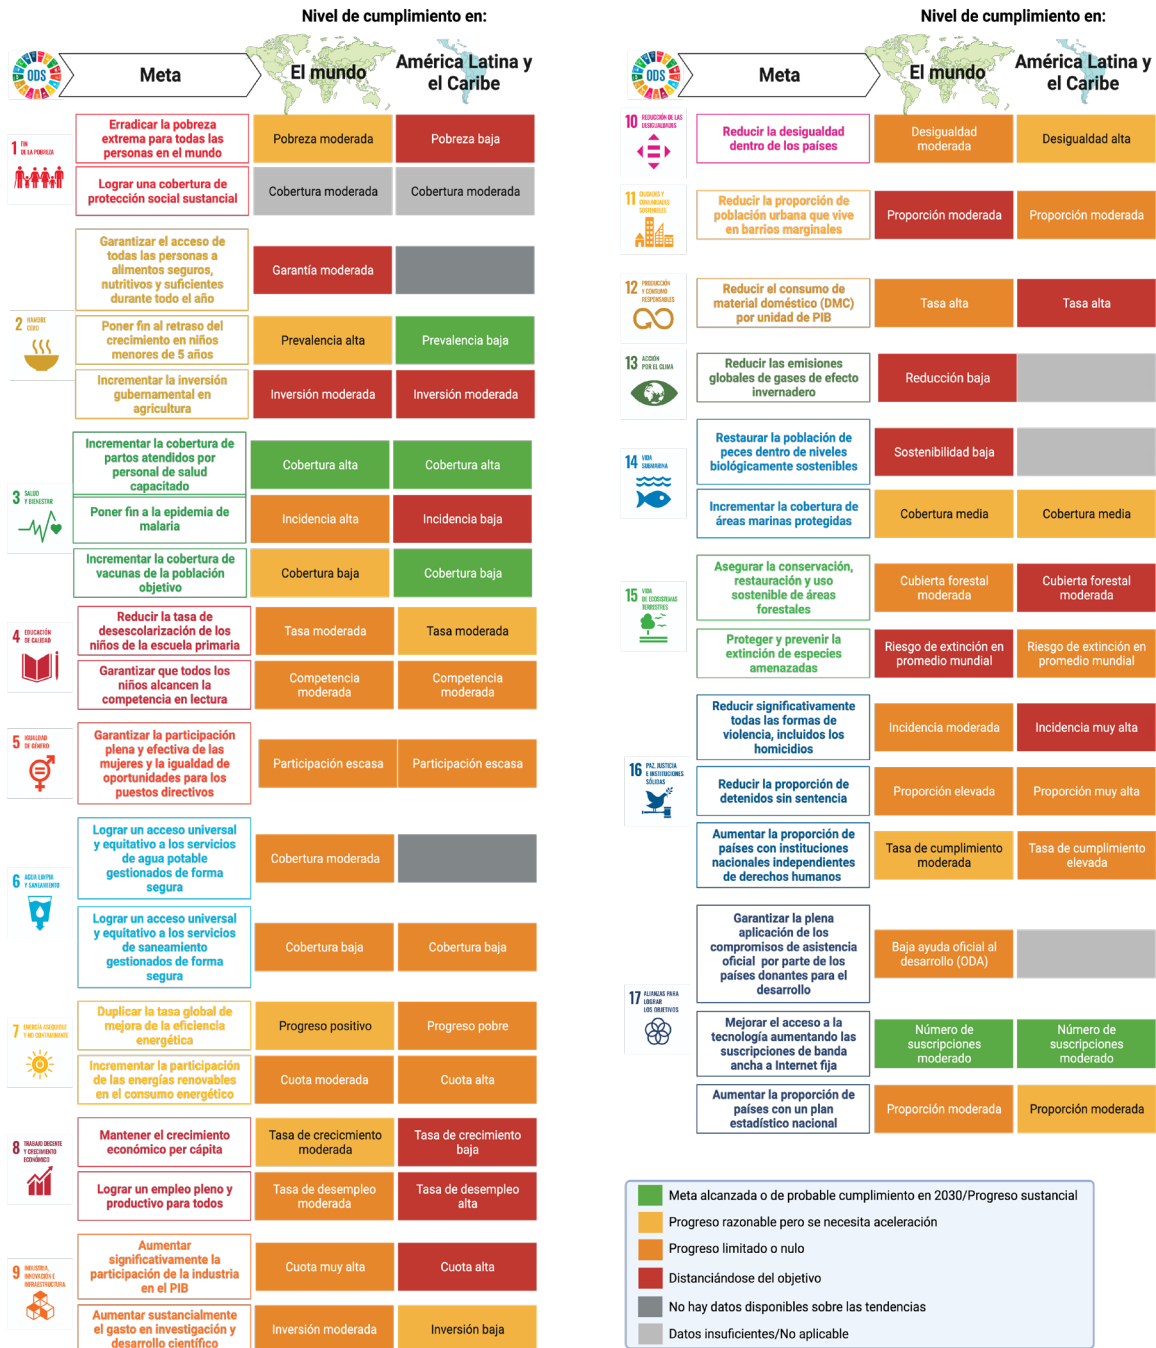 Nivel de cumplimiento en:
ODS
Meta
El mundo
América Latina y
el Caribe
1 FIN
DE LA POBREZA
Erradicar la pobreza
extrema para todas las
personas en el mundo
Pobreza moderada
Pobreza baja
Lograr una cobertura de
protección social sustancial
Cobertura moderada
Cobertura moderada
2 HAMBRE
CERO
Garantizar el acceso de
todas las personas a
alimentos seguros,
nutritivos y suficientes
durante todo el año
Garantía moderada
Poner fin al retraso del
crecimiento en niños
menores de 5 años
Prevalencia alta
Prevalencia baja
Incrementar la inversión
gubernamental en
agricultura
Inversión moderada
Inversión moderada
3 SALUD
Y BIENESTAR
Incrementar la cobertura de
partos atendidos por
personal de salud
capacitado
Cobertura alta
Cobertura alta
Poner fin a la epidemia de
malaria
Incidencia alta
Incidencia baja
Incrementar la cobertura de
vacunas de la población
objetivo
Cobertura baja
Cobertura baja
4 EDUCACIÓN
DE CALIDAD
Reducir la tasa de
desescolarización de los
niños de la escuela primaria
Tasa moderada
Tasa moderada
Garantizar que todos los
niños alcancen la
competencia en lectura
Competencia
moderada
Competencia
moderada
5 IGUALDAD
DE GÉNERO
Garantizar la participación
plena y efectiva de las
mujeres y la igualdad de
oportunidades para los
puestos directivos
Participación escasa
Participación escasa
6 AGUA LIMPIA
Y SANEAMIENTO
Lograr un acceso universal
y equitativo a los servicios
de agua potable
gestionados de forma
segura
Cobertura moderada
Lograr un acceso universal
y equitativo a los servicios
de saneamiento
gestionados de forma
segura
Cobertura baja
Cobertura baja
7 ENERGÍA ASEQUIBLE
Y NO CONTAMINANTE
Duplicar la tasa global de
mejora de la eficiencia
energética
Progreso positivo
Progreso pobre
Incrementar la participación
de las energías renovables
en el consumo energético
Cuota moderada
Cuota alta
8 TRABAJO DECENTE
Y CRECIMIENTO
ECONÓMICO
Mantener el crecimiento
económico per cápita
Tasa de crecicmiento
moderada
Tasa de crecimiento
baja
Lograr un empleo pleno y
productivo para todos
Tasa de desempleo
moderada
Tasa de desempleo
alta
9 INDUSTRIA,
INNOVACIÓN E
INFRAESTRUCTURA
Aumentar
significativamente la
participación de la industria
en el PIB
Cuota muy alta
Cuota alta
Aumentar sustancialmente
el gasto en investigación y
desarrollo científico
Inversión moderada
Inversión baja
Nivel de cumplimiento en:
ODS
Meta
El mundo
América Latina y
el Caribe
10 REDUCCIÓN DE LAS
DESIGUALDADES
Reducir la desigualdad
dentro de los países
Desigualdad
moderada
Desigualdad alta
11 CIUDADES Y
COMUNIDADES
SOSTENIBLES
Reducir la proporción de
población urbana que vive
en barrios marginales
Proporción moderada
Proporción moderada
12 PRODUCCIÓN
Y CONSUMO
RESPONSABLES
Reducir el consumo de
material doméstico (DMC)
por unidad de PIB
Tasa alta
Tasa alta
13 ACCIÓN
POR EL CLIMA
Reducir las emisiones
globales de gases de efecto
invernadero
Reducción baja
14 VIDA
SUBMARINA
Restaurar la población de
peces dentro de niveles
biológicamente sostenibles
Sostenibilidad baja
Incrementar la cobertura de
áreas marinas protegidas
Cobertura media
Cobertura media
15 VIDA
DE ECOSISTEMAS
TERRESTRES
Asegurar la conservación,
restauración y uso
sostenible de áreas
forestales
Cubierta forestal
moderada
Cubierta forestal
moderada
Proteger y prevenir la
extinción de especies
amenazadas
Riesgo de extinción en
promedio mundial
Riesgo de extinción en
promedio mundial
16 PAZ, JUSTICIA
E INSTITUCIONES
SÓLIDAS
Reducir significativamente
todas las formas de
violencia, incluidos los
homicidios
Incidencia moderada
Incidencia muy alta
Reducir la proporción de
detenidos sin sentencia
Proporción elevada
Proporción muy alta
Aumentar la proporción de
países con instituciones
nacionales independientes
de derechos humanos
Tasa de cumplimiento
moderada
Tasa de cumplimiento
elevada
17 ALIANZAS PARA
LOGRAR
LOS OBJETIVOS
Garantizar la plena
aplicación de los
compromisos de asistencia
oficial por parte de los
países donantes para el
desarrollo
Baja ayuda oficial al
desarrollo (ODA)
Mejorar el acceso a la
tecnología aumentando las
suscripciones de banda
ancha a Internet fija
Número de
suscripciones
moderado
Número de
suscripciones
moderado
Aumentar la proporción de
países con un plan
estadístico nacional
Proporción moderada
Proporción moderada
Meta alcanzada o de probable cumplimiento en 2030/Progreso sustancial
Progreso razonable pero se necesita aceleración
Progreso limitado o nulo
Distanciándose del objetivo
No hay datos disponibles sobre las tendencias
Datos insuficientes/No aplicable